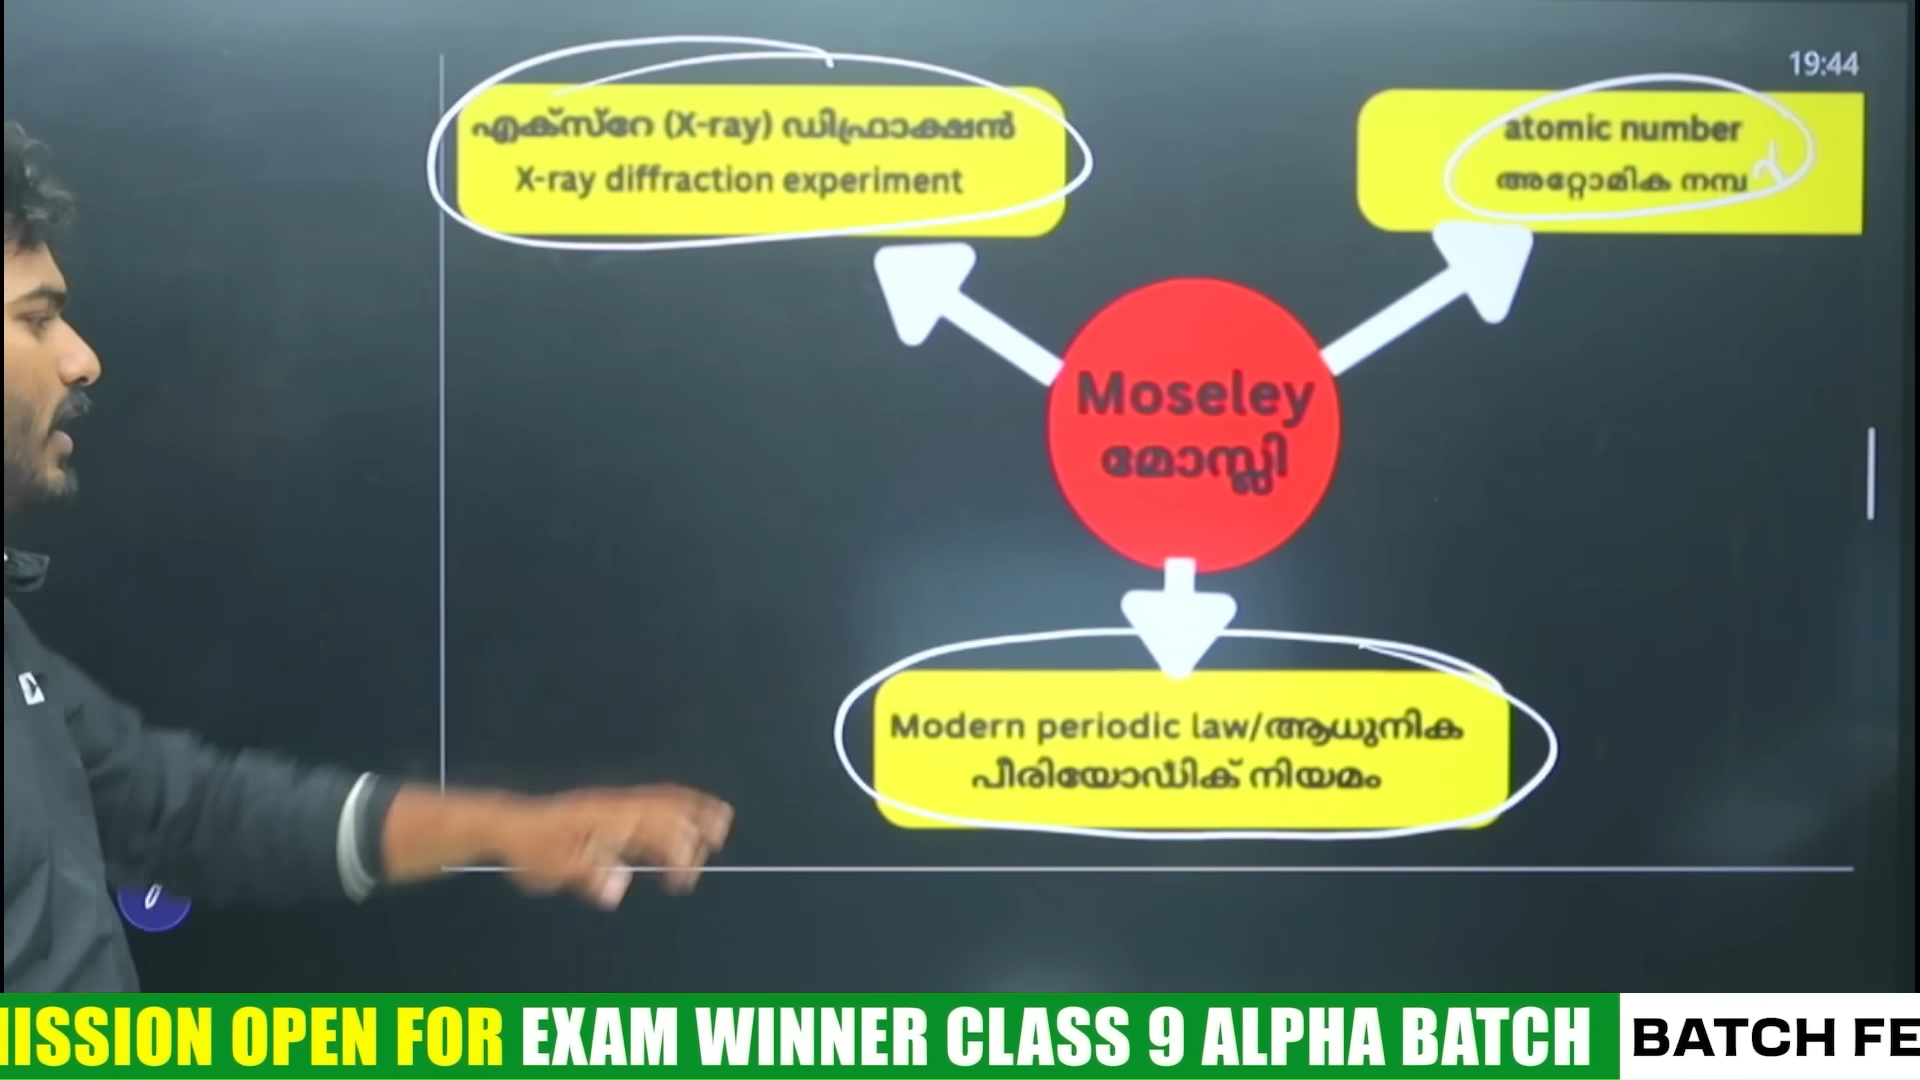 19:44
എക്സ്റേ (X-ray) ഡിഫ്രാക്ഷൻ
X-ray diffraction experiment
atomic number
അറ്റോമിക നമ്പ
Moseley
മോസ്ലി
Modern periodic law/ആധുനിക
പീരിയോഡിക് നിയമം
MISSION OPEN FOR EXAM WINNER CLASS 9 ALPHA BATCH
BATCH FE